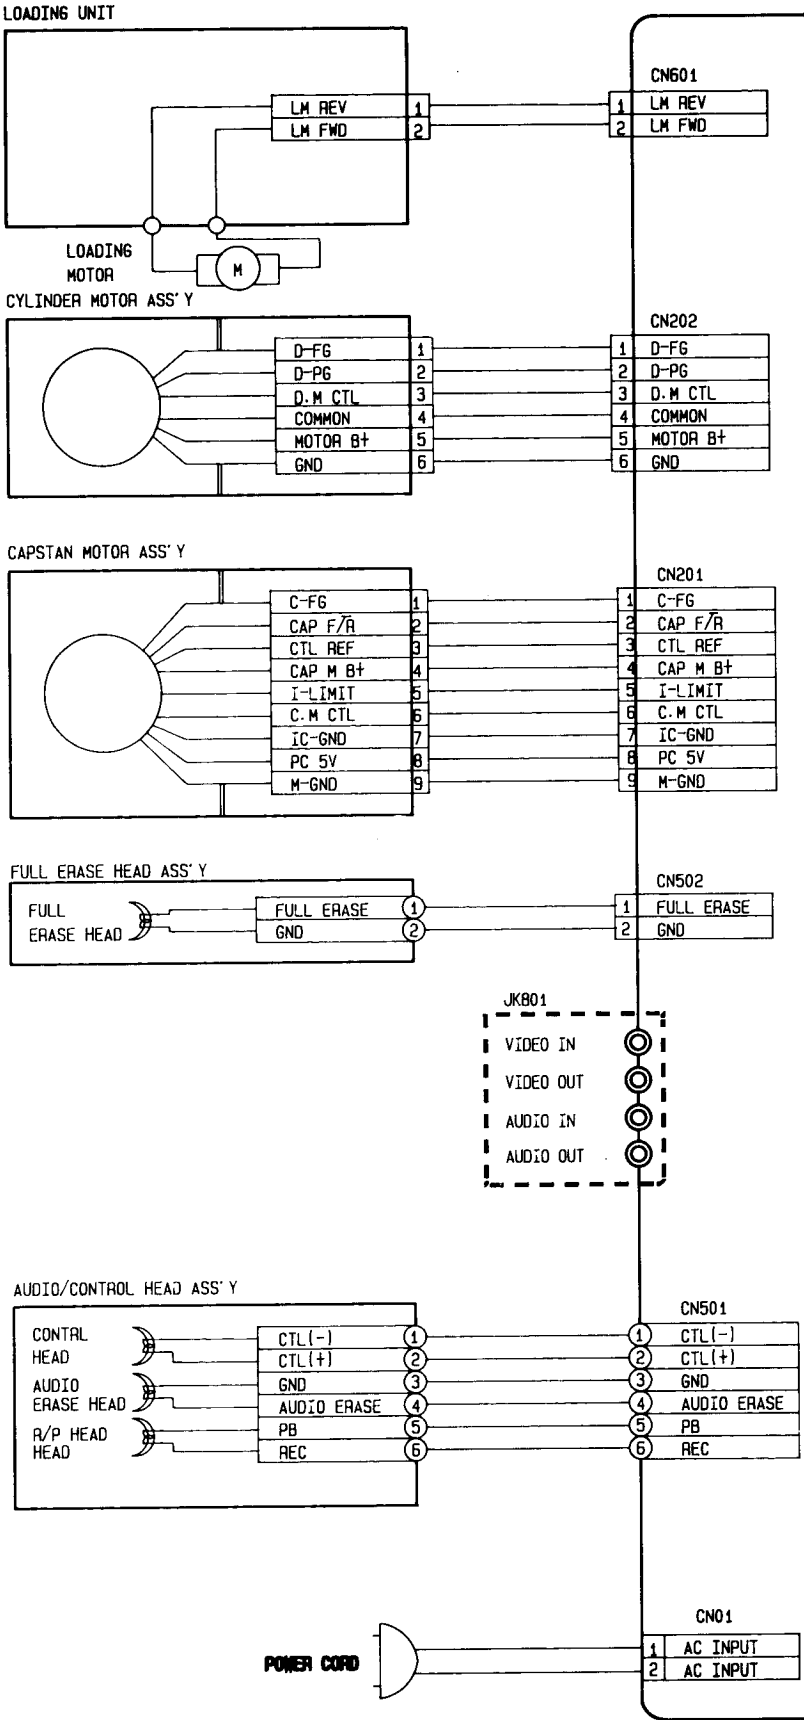 LOADING UNIT
CN601
LM REV 1
1 LM REV
LM FWD 2
2 LM FWD
LOADING
MOTOR
M
CYLINDER MOTOR ASS'Y
CN202
D-FG 1
1 D-FG
D-PG 2
2 D-PG
D.M CTL 3
3 D.M CTL
COMMON 4
4 COMMON
MOTOR B+ 5
5 MOTOR B+
GND 6
6 GND
CAPSTAN MOTOR ASS'Y
CN201
C-FG 1
1 C-FG
CAP F/R 2
2 CAP F/R
CTL REF 3
3 CTL REF
CAP M B+ 4
4 CAP M B+
I-LIMIT 5
5 I-LIMIT
C.M CTL 6
6 C.M CTL
IC-GND 7
7 IC-GND
PC 5V 8
8 PC 5V
M-GND 9
9 M-GND
FULL ERASE HEAD ASS'Y
CN502
FULL
ERASE HEAD
FULL ERASE 1
1 FULL ERASE
GND 2
2 GND
JK801
VIDEO IN
VIDEO OUT
AUDIO IN
AUDIO OUT
AUDIO/CONTROL HEAD ASS'Y
CN501
CONTRL
HEAD
AUDIO
ERASE HEAD
R/P HEAD
HEAD
CTL(-) 1
1 CTL(-)
CTL(+) 2
2 CTL(+)
GND 3
3 GND
AUDIO ERASE 4
4 AUDIO ERASE
PB 5
5 PB
REC 6
6 REC
CN01
POWER CORD
1 AC INPUT
2 AC INPUT